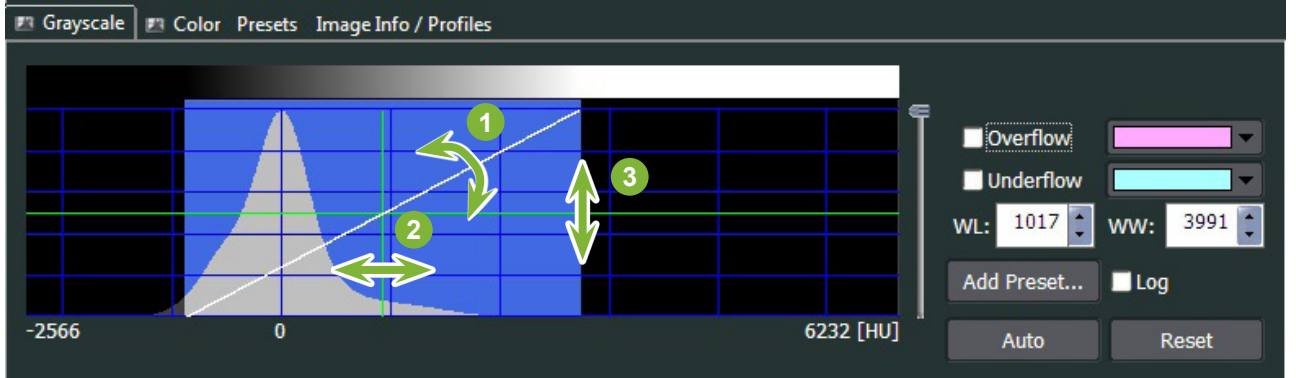 Grayscale Color Presets Image Info / Profiles
1
3
2
-2566 0 6232 [HU]
Overflow
Underflow
WL: 1017 WW: 3991
Add Preset... Log
Auto Reset